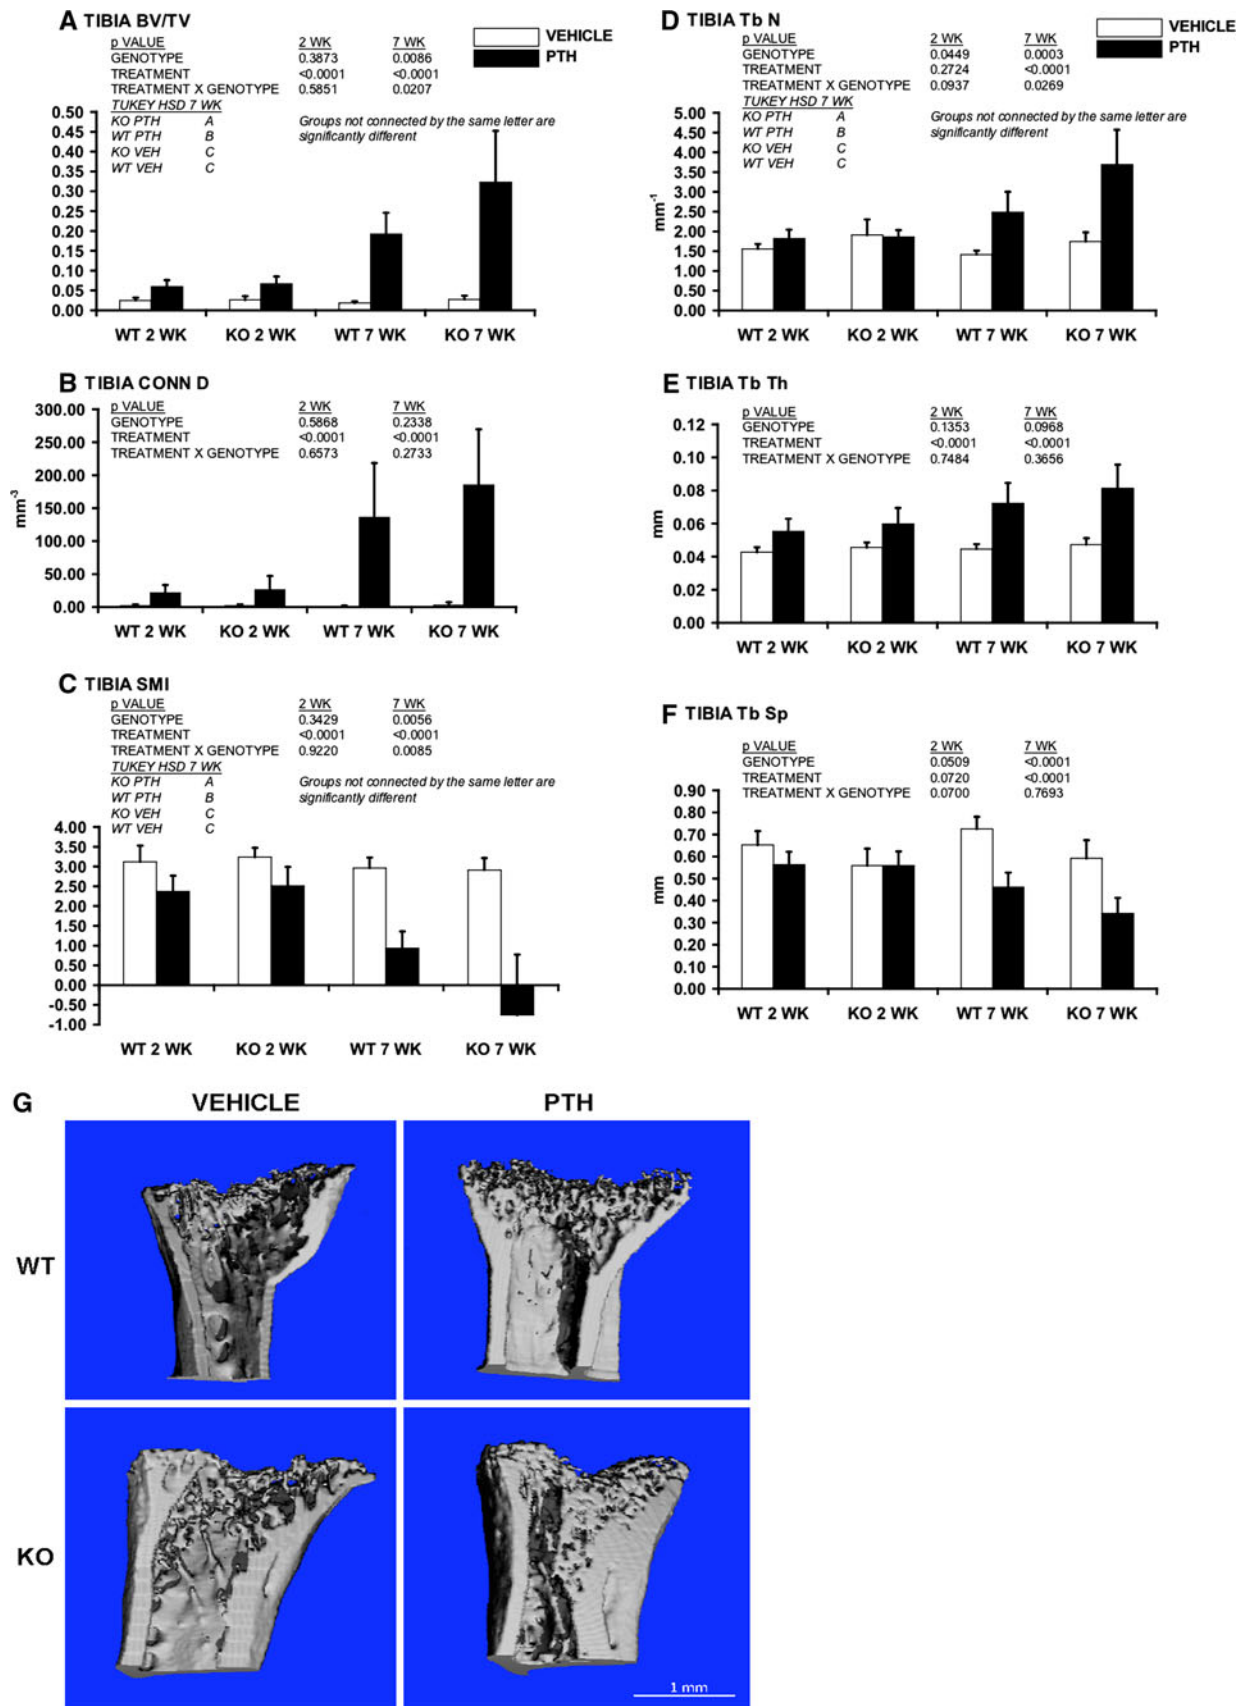 A TIBIA BV/TV
p VALUE 2 WK 7 WK
GENOTYPE 0.3873 0.0086
TREATMENT <0.0001 <0.0001
TREATMENT X GENOTYPE 0.5851 0.0207
TUKEY HSD 7 WK
KO PTH A
WT PTH B
KO VEH C
WT VEH C
Groups not connected by the same letter are
significantly different
VEHICLE
PTH
0.50
0.45
0.40
0.35
0.30
0.25
0.20
0.15
0.10
0.05
0.00
WT 2 WK KO 2 WK WT 7 WK KO 7 WK
B TIBIA CONN D
p VALUE 2 WK 7 WK
GENOTYPE 0.5868 0.2338
TREATMENT <0.0001 <0.0001
TREATMENT X GENOTYPE 0.6573 0.2733
mm-3
300.00
250.00
200.00
150.00
100.00
50.00
0.00
WT 2 WK KO 2 WK WT 7 WK KO 7 WK
C TIBIA SMI
p VALUE 2 WK 7 WK
GENOTYPE 0.3429 0.0056
TREATMENT <0.0001 <0.0001
TREATMENT X GENOTYPE 0.9220 0.0085
TUKEY HSD 7 WK
KO PTH A
WT PTH B
KO VEH C
WT VEH C
Groups not connected by the same letter are
significantly different
4.00
3.50
3.00
2.50
2.00
1.50
1.00
0.50
0.00
-0.50
-1.00
WT 2 WK KO 2 WK WT 7 WK KO 7 WK
D TIBIA Tb N
p VALUE 2 WK 7 WK
GENOTYPE 0.0449 0.0003
TREATMENT 0.2724 <0.0001
TREATMENT X GENOTYPE 0.0937 0.0269
TUKEY HSD 7 WK
KO PTH A
WT PTH B
KO VEH C
WT VEH C
Groups not connected by the same letter are
significantly different
VEHICLE
PTH
mm-1
5.00
4.50
4.00
3.50
3.00
2.50
2.00
1.50
1.00
0.50
0.00
WT 2 WK KO 2 WK WT 7 WK KO 7 WK
E TIBIA Tb Th
p VALUE 2 WK 7 WK
GENOTYPE 0.1353 0.0968
TREATMENT <0.0001 <0.0001
TREATMENT X GENOTYPE 0.7484 0.3656
mm
0.12
0.10
0.08
0.06
0.04
0.02
0.00
WT 2 WK KO 2 WK WT 7 WK KO 7 WK
F TIBIA Tb Sp
p VALUE 2 WK 7 WK
GENOTYPE 0.0509 <0.0001
TREATMENT 0.0720 <0.0001
TREATMENT X GENOTYPE 0.0700 0.7693
mm
0.90
0.80
0.70
0.60
0.50
0.40
0.30
0.20
0.10
0.00
WT 2 WK KO 2 WK WT 7 WK KO 7 WK
G
VEHICLE PTH
WT
KO
1 mm